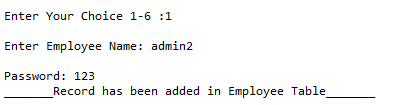 Enter Your Choice 1-6 :1
Enter Employee Name: admin2
Password: 123
_______Record has been added in Employee Table_______